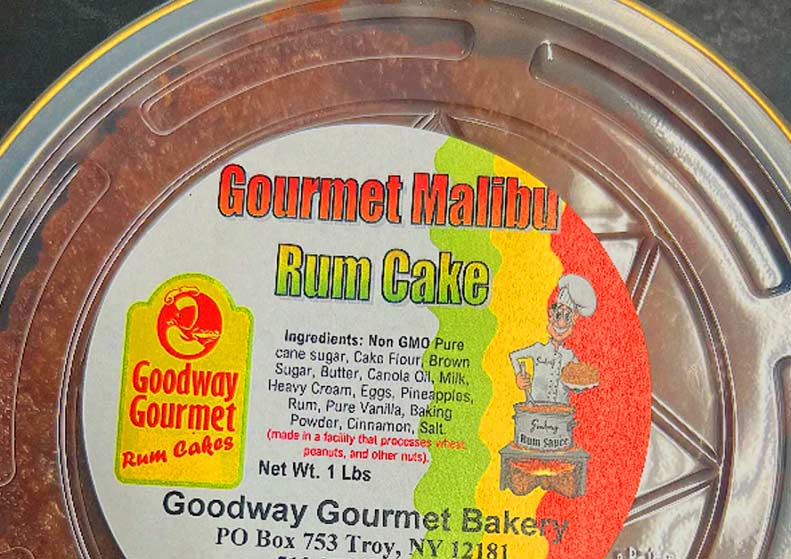 Gourmet Malibu
Rum Cake
Ingredients: Non GMO Pure
cane sugar, Cake Flour, Brown
Sugar, Butter, Canola Oil, Milk,
Heavy Cream, Eggs, Pineapples,
Rum, Pure Vanilla, Baking
Powder, Cinnamon, Salt.
(made in a facility that processes wheat,
peanuts, and other nuts).
Net Wt. 1 Lbs
Goodway
Gourmet
Rum Cakes
Goodway
Rum Sauce
Goodway Gourmet Bakery
PO Box 753 Troy, NY 12181